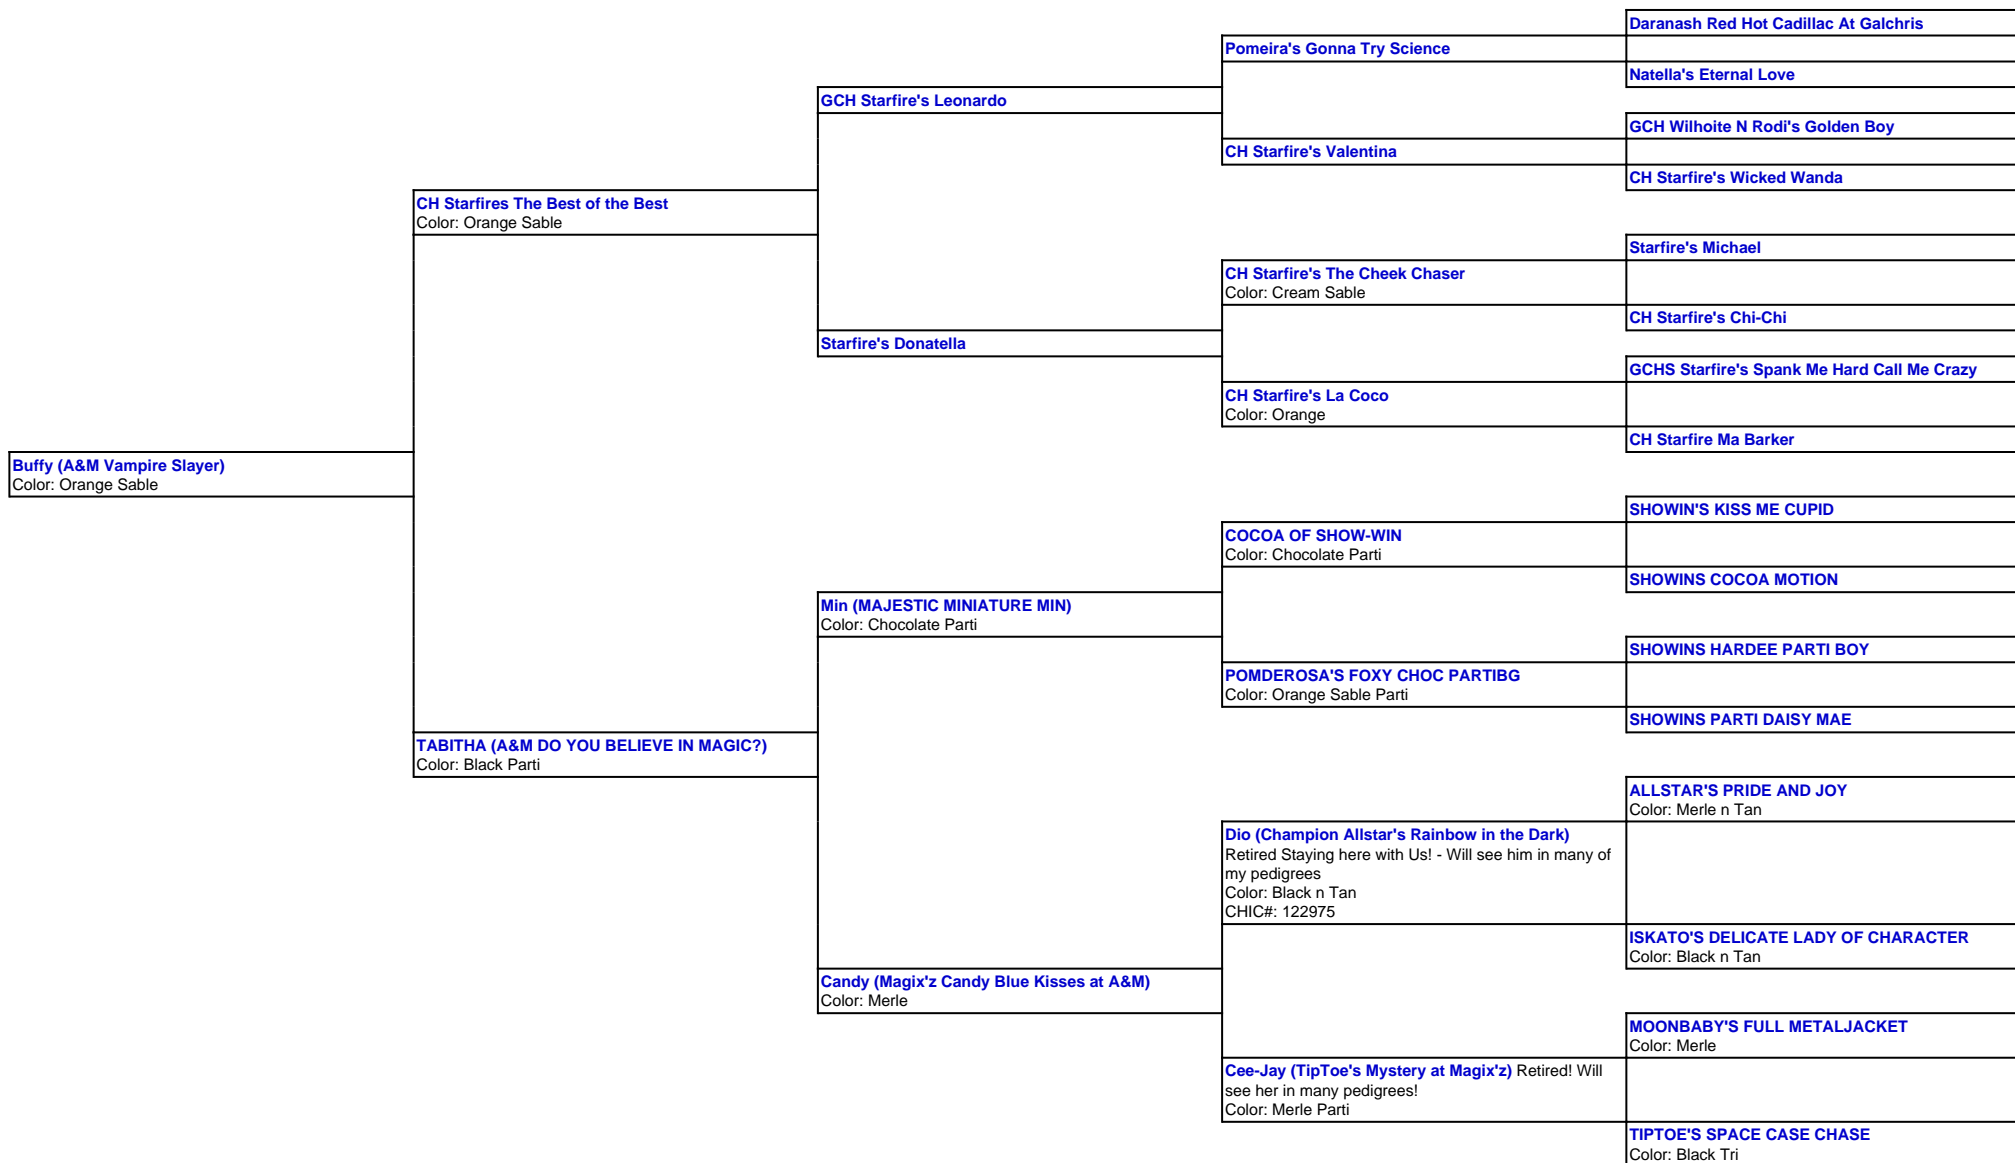 Buffy (A&M Vampire Slayer)
Color: Orange Sable
CH Starfires The Best of the Best
Color: Orange Sable
TABITHA (A&M DO YOU BELIEVE IN MAGIC?)
Color: Black Parti
GCH Starfire's Leonardo
Starfire's Donatella
Min (MAJESTIC MINIATURE MIN)
Color: Chocolate Parti
Candy (Magix'z Candy Blue Kisses at A&M)
Color: Merle
Pomeira's Gonna Try Science
CH Starfire's Valentina
CH Starfire's The Cheek Chaser
Color: Cream Sable
CH Starfire's La Coco
Color: Orange
COCOA OF SHOW-WIN
Color: Chocolate Parti
POMDEROSA'S FOXY CHOC PARTIBG
Color: Orange Sable Parti
Dio (Champion Allstar's Rainbow in the Dark)
Retired Staying here with Us! - Will see him in many of
my pedigrees
Color: Black n Tan
CHIC#: 122975
Cee-Jay (TipToe's Mystery at Magix'z) Retired! Will
see her in many pedigrees!
Color: Merle Parti
Daranash Red Hot Cadillac At Galchris
Natella's Eternal Love
GCH Wilhoite N Rodi's Golden Boy
CH Starfire's Wicked Wanda
Starfire's Michael
CH Starfire's Chi-Chi
GCHS Starfire's Spank Me Hard Call Me Crazy
CH Starfire Ma Barker
SHOWIN'S KISS ME CUPID
SHOWINS COCOA MOTION
SHOWINS HARDEE PARTI BOY
SHOWINS PARTI DAISY MAE
ALLSTAR'S PRIDE AND JOY
Color: Merle n Tan
ISKATO'S DELICATE LADY OF CHARACTER
Color: Black n Tan
MOONBABY'S FULL METALJACKET
Color: Merle
TIPTOE'S SPACE CASE CHASE
Color: Black Tri